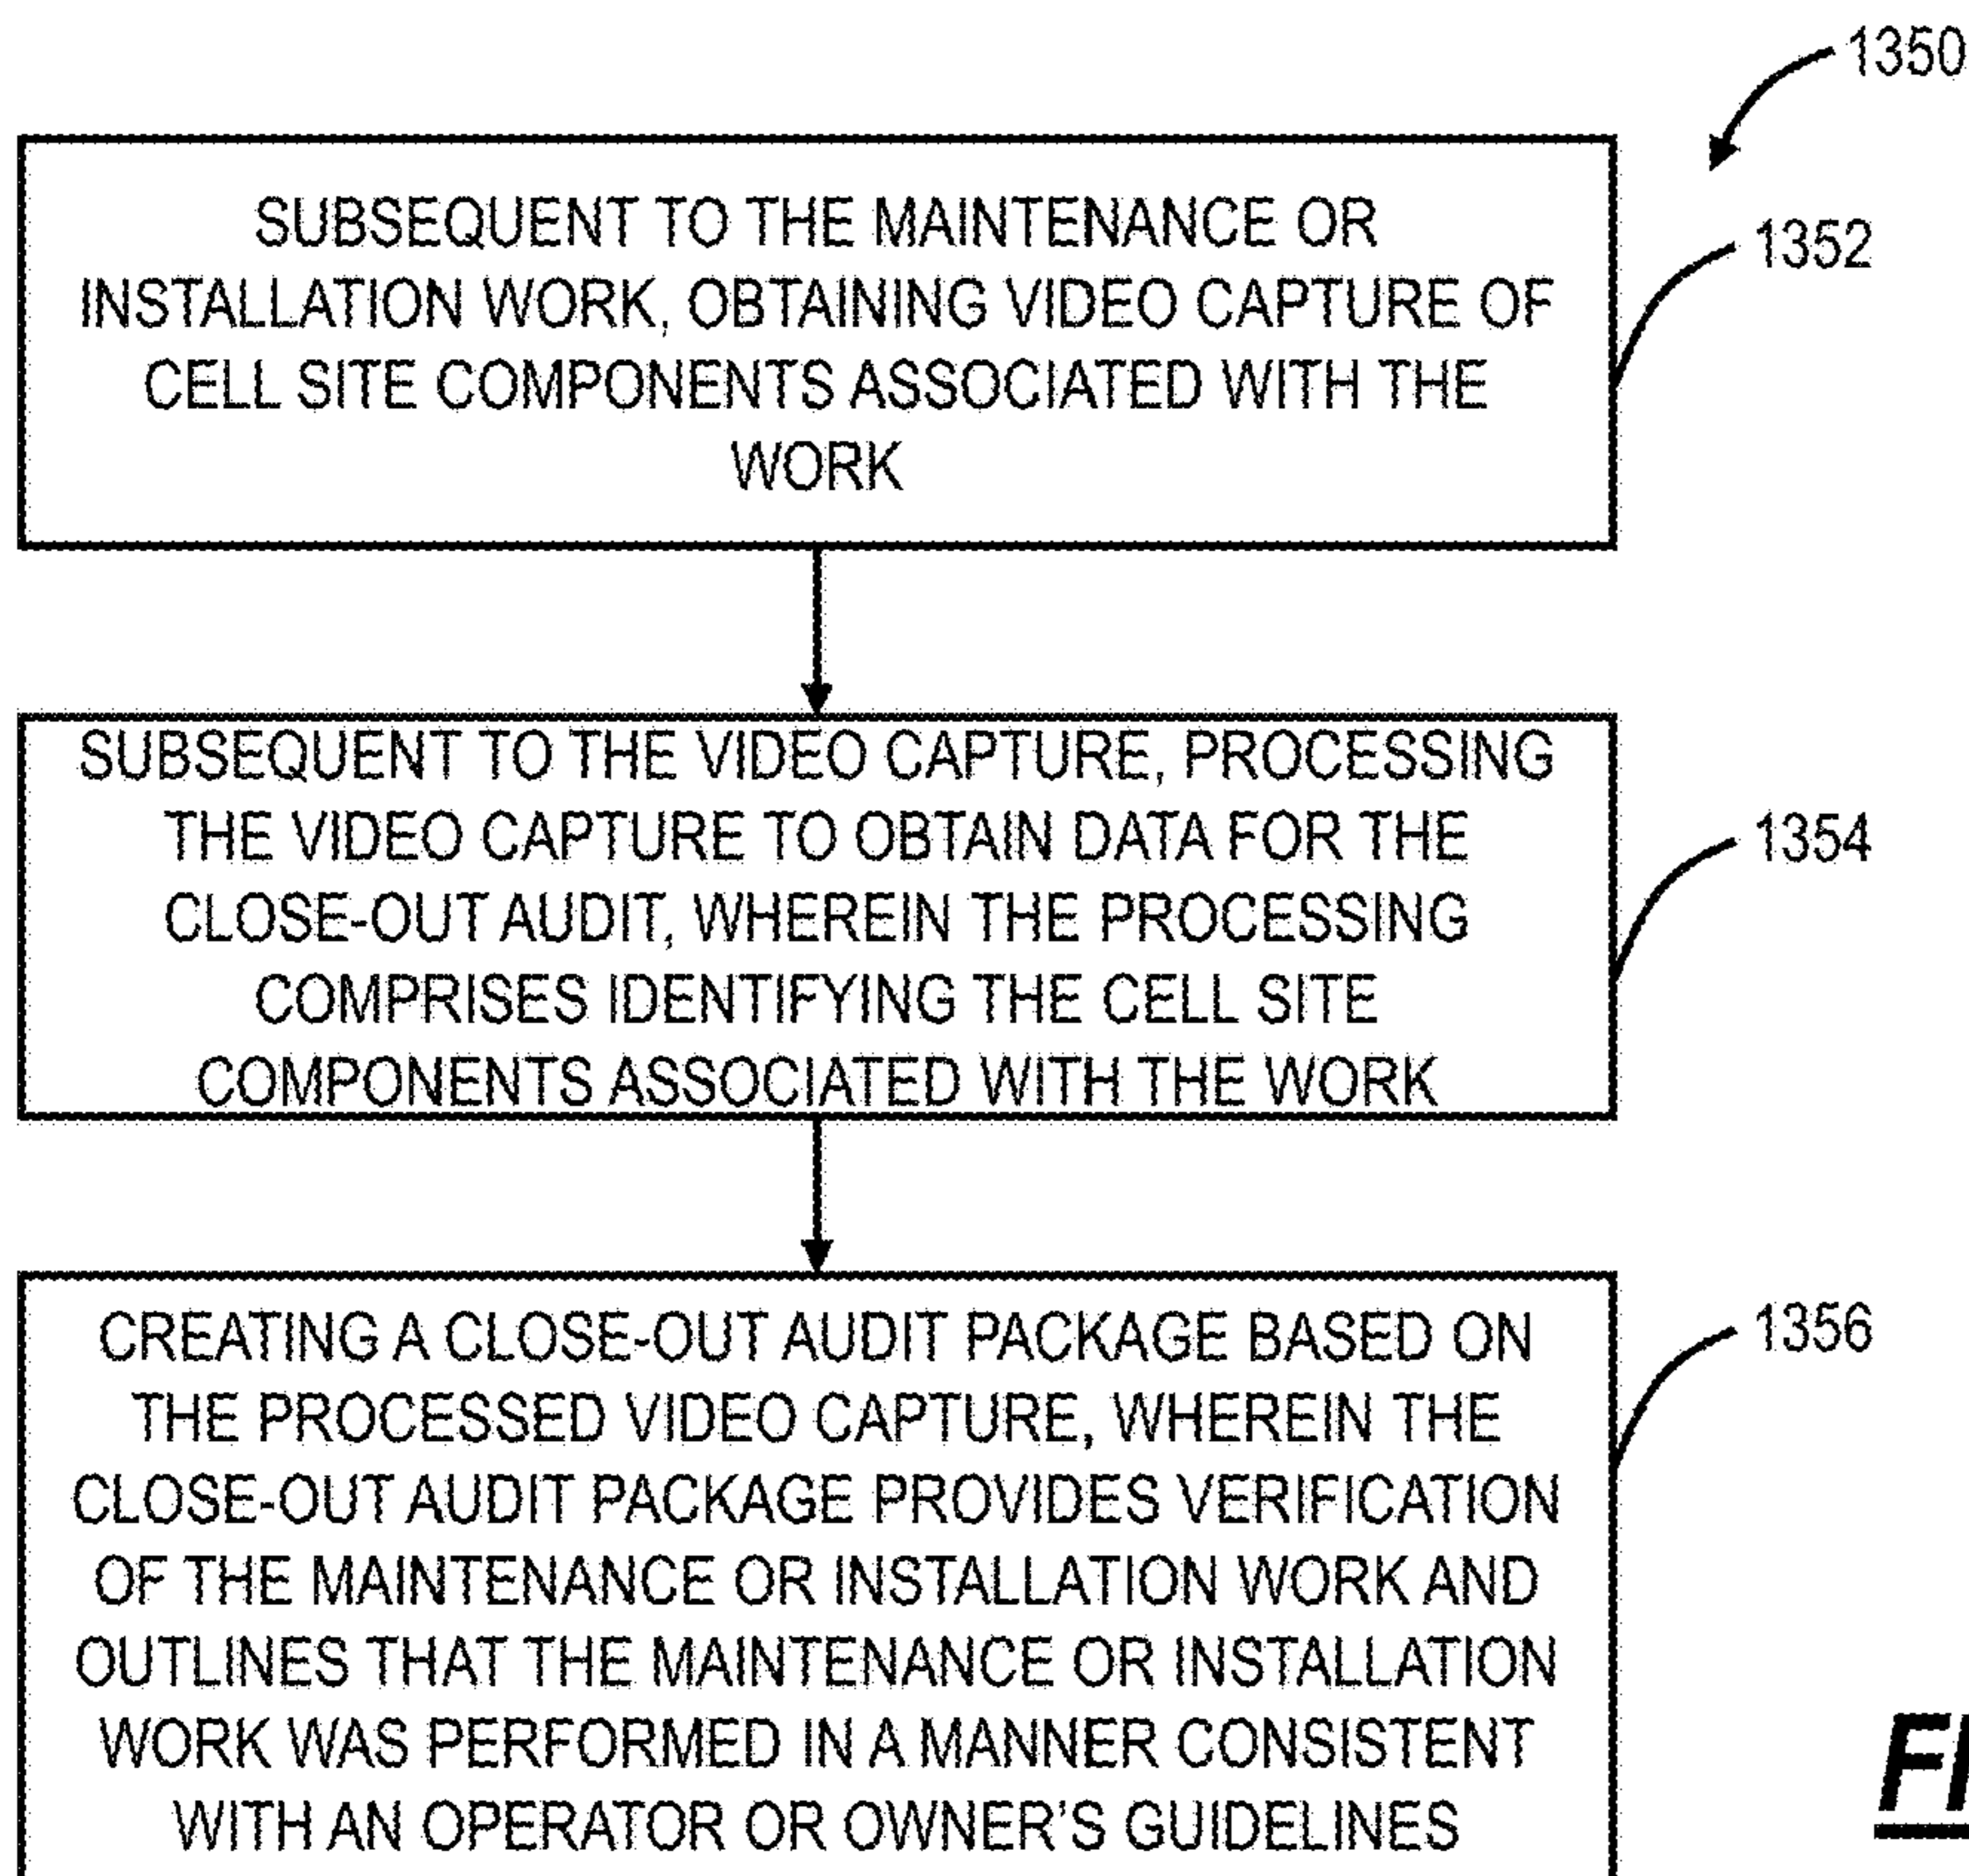 1350
SUBSEQUENT TO THE MAINTENANCE OR
INSTALLATION WORK, OBTAINING VIDEO CAPTURE OF
CELL SITE COMPONENTS ASSOCIATED WITH THE
WORK
1352
SUBSEQUENT TO THE VIDEO CAPTURE, PROCESSING
THE VIDEO CAPTURE TO OBTAIN DATA FOR THE
CLOSE-OUT AUDIT, WHEREIN THE PROCESSING
COMPRISES IDENTIFYING THE CELL SITE
COMPONENTS ASSOCIATED WITH THE WORK
1354
CREATING A CLOSE-OUT AUDIT PACKAGE BASED ON
THE PROCESSED VIDEO CAPTURE, WHEREIN THE
CLOSE-OUT AUDIT PACKAGE PROVIDES VERIFICATION
OF THE MAINTENANCE OR INSTALLATION WORK AND
OUTLINES THAT THE MAINTENANCE OR INSTALLATION
WORK WAS PERFORMED IN A MANNER CONSISTENT
WITH AN OPERATOR OR OWNER'S GUIDELINES
1356